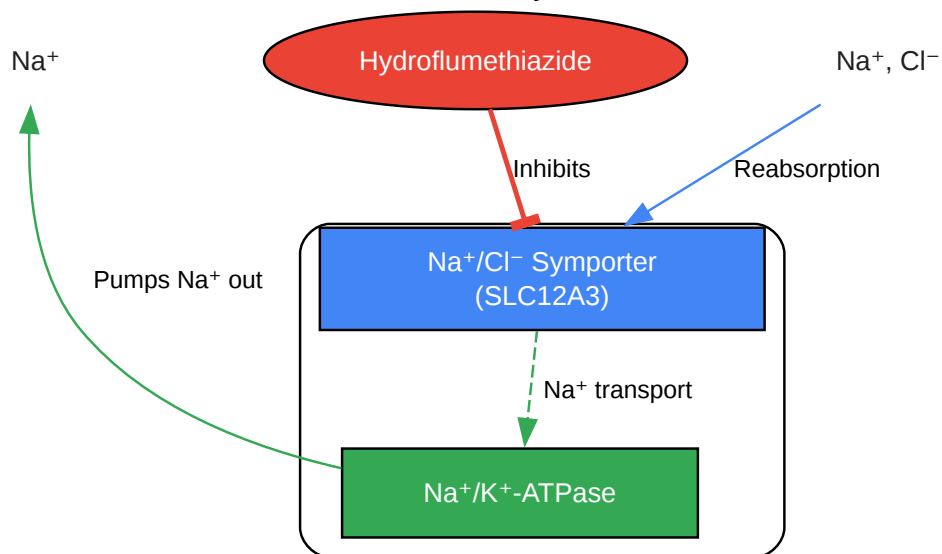 Hydroflumethiazide
Na⁺
Na⁺, Cl⁻
Inhibits
Reabsorption
Na⁺/Cl⁻ Symporter
(SLC12A3)
Pumps Na⁺ out
Na⁺ transport
Na⁺/K⁺-ATPase